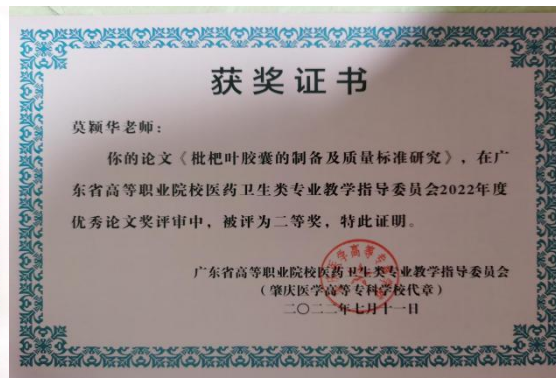 获奖证书
莫颖华老师：
你的论文《枇杷叶胶囊的制备及质量标准研究》，在广
东省高等职业院校医药卫生类专业教学指导委员会2022年度
优秀论文奖评审中，被评为二等奖，特此证明。
广东省高等职业院校医药卫生类专业教学指导委员会
（肇庆医学高等专科学校代章）
二〇二二年七月十一日